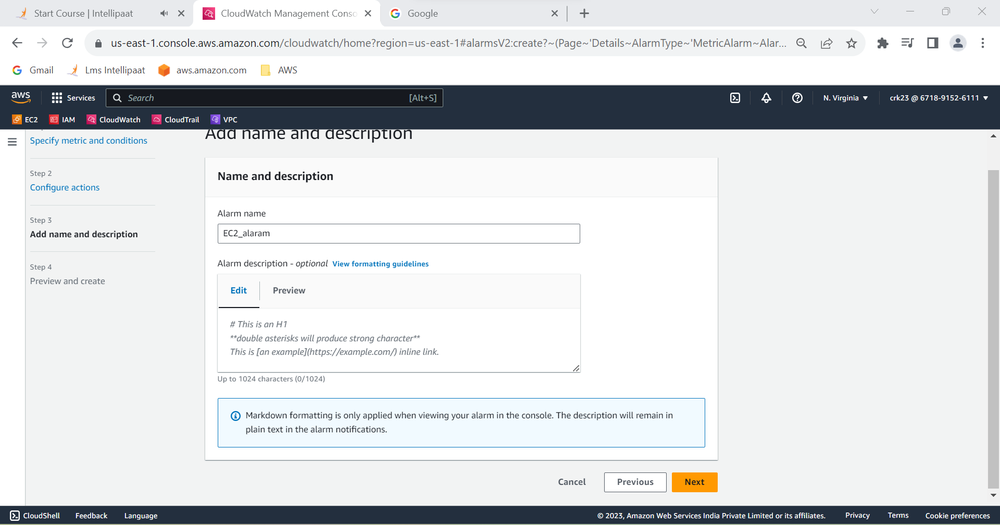 Start Course | Intellipaat
CloudWatch Management Conso
Google
us-east-1.console.aws.amazon.com/cloudwatch/home?region=us-east-1#alarmsV2:create?~(Page~'Details~AlarmType~'MetricAlarm~Alar...
Gmail
Lms Intellipaat
aws.amazon.com
AWS
aws
Services
Search
[Alt+S]
N. Virginia
crk23 @ 6718-9152-6111
EC2
IAM
CloudWatch
CloudTrail
VPC
Specify metric and conditions
Step 2
Configure actions
Step 3
Add name and description
Step 4
Preview and create
Add name and description
Name and description
Alarm name
EC2_alaram
Alarm description - optional View formatting guidelines
Edit
Preview
# This is an H1
**double asterisks will produce strong character**
This is [an example](https://example.com/) inline link.
Up to 1024 characters (0/1024)
Markdown formatting is only applied when viewing your alarm in the console. The description will remain in
plain text in the alarm notifications.
Cancel
Previous
Next
CloudShell
Feedback
Language
© 2023, Amazon Web Services India Private Limited or its affiliates.
Privacy
Terms
Cookie preferences